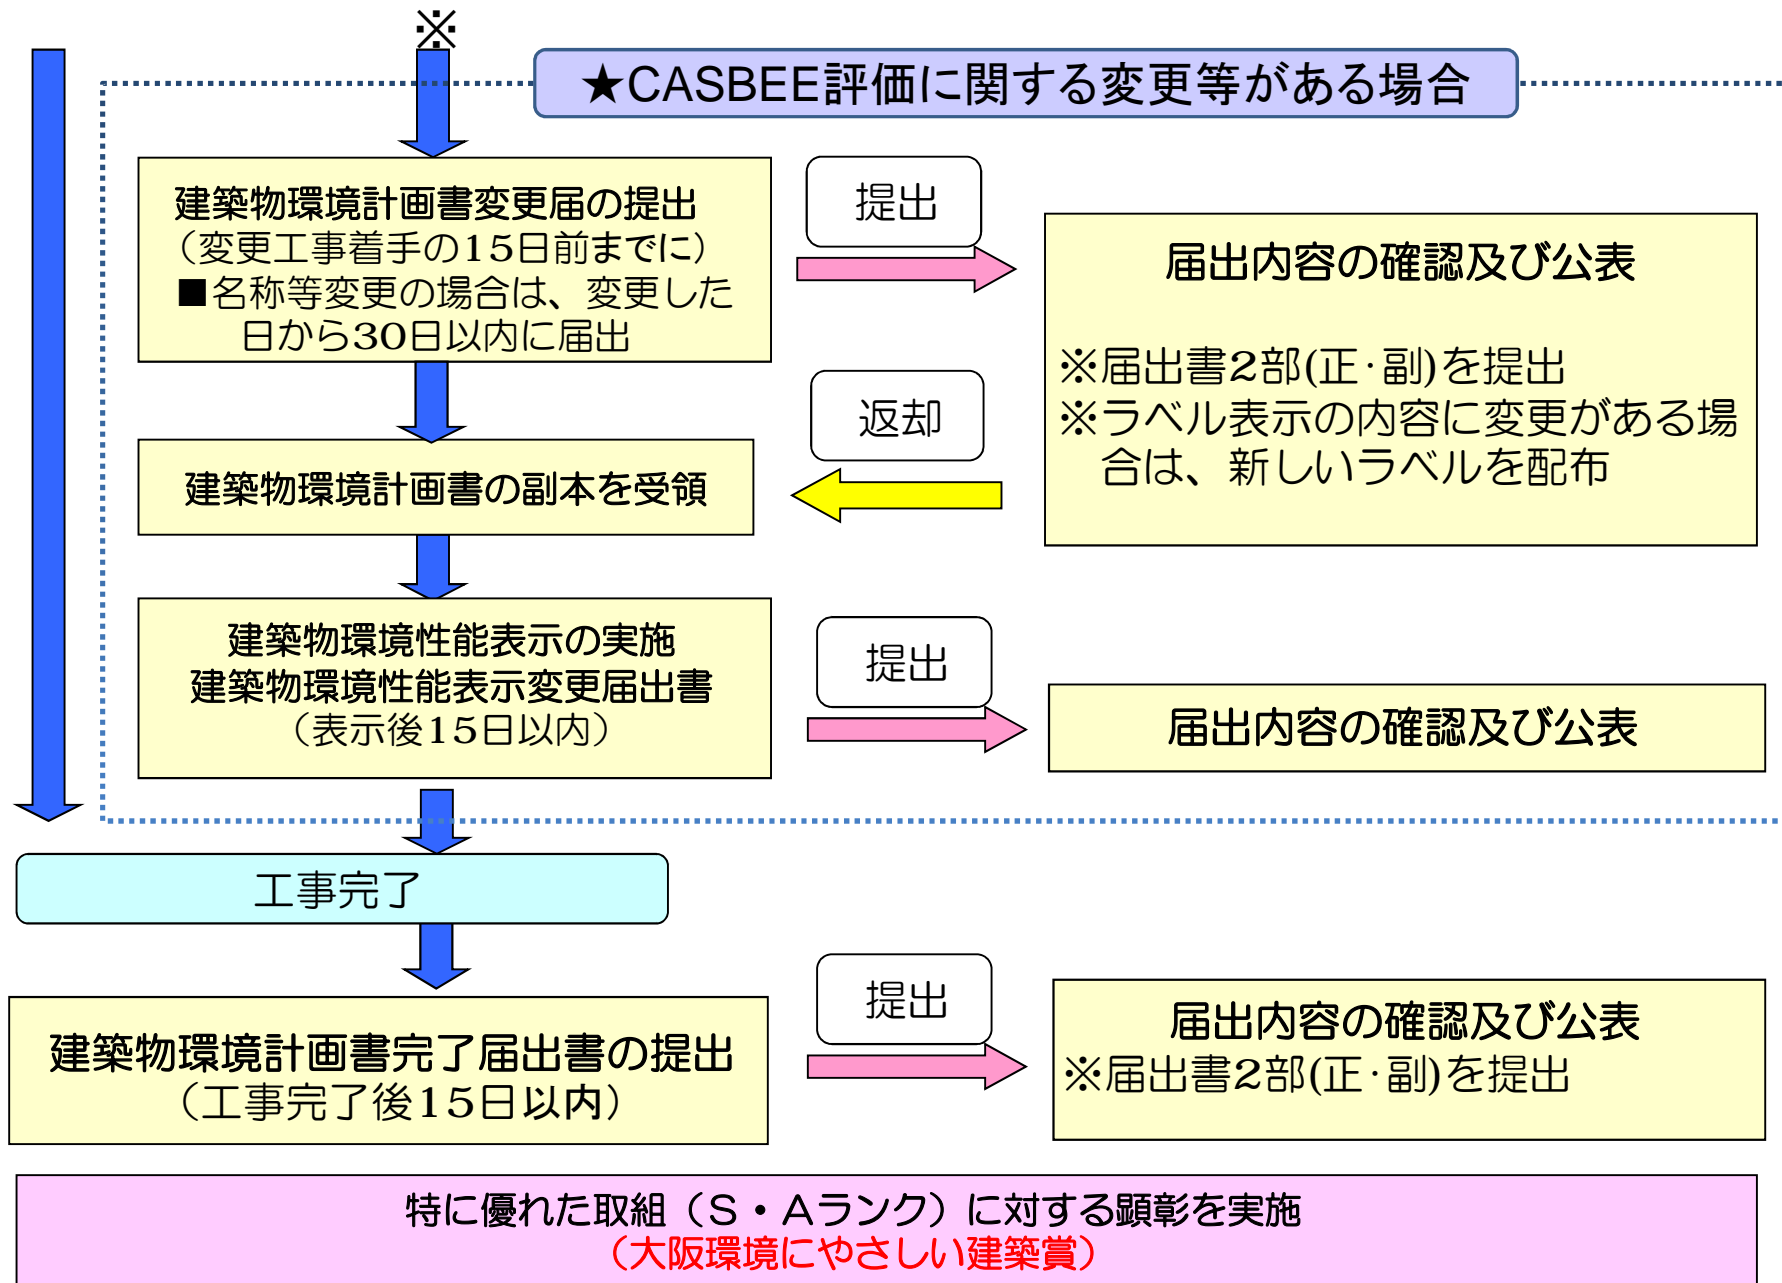 ※
★CASBEE評価に関する変更等がある場合
建築物環境計画書変更届の提出
（変更工事着手の15日前までに）
■名称等変更の場合は、変更した
日から30日以内に届出
提出
届出内容の確認及び公表
※届出書2部(正･副)を提出
※ラベル表示の内容に変更がある場
合は、新しいラベルを配布
返却
建築物環境計画書の副本を受領
建築物環境性能表示の実施
建築物環境性能表示変更届出書
（表示後15日以内）
提出
届出内容の確認及び公表
工事完了
建築物環境計画書完了届出書の提出
（工事完了後15日以内）
提出
届出内容の確認及び公表
※届出書2部(正･副)を提出
特に優れた取組（Ｓ・Ａランク）に対する顕彰を実施
（大阪環境にやさしい建築賞）